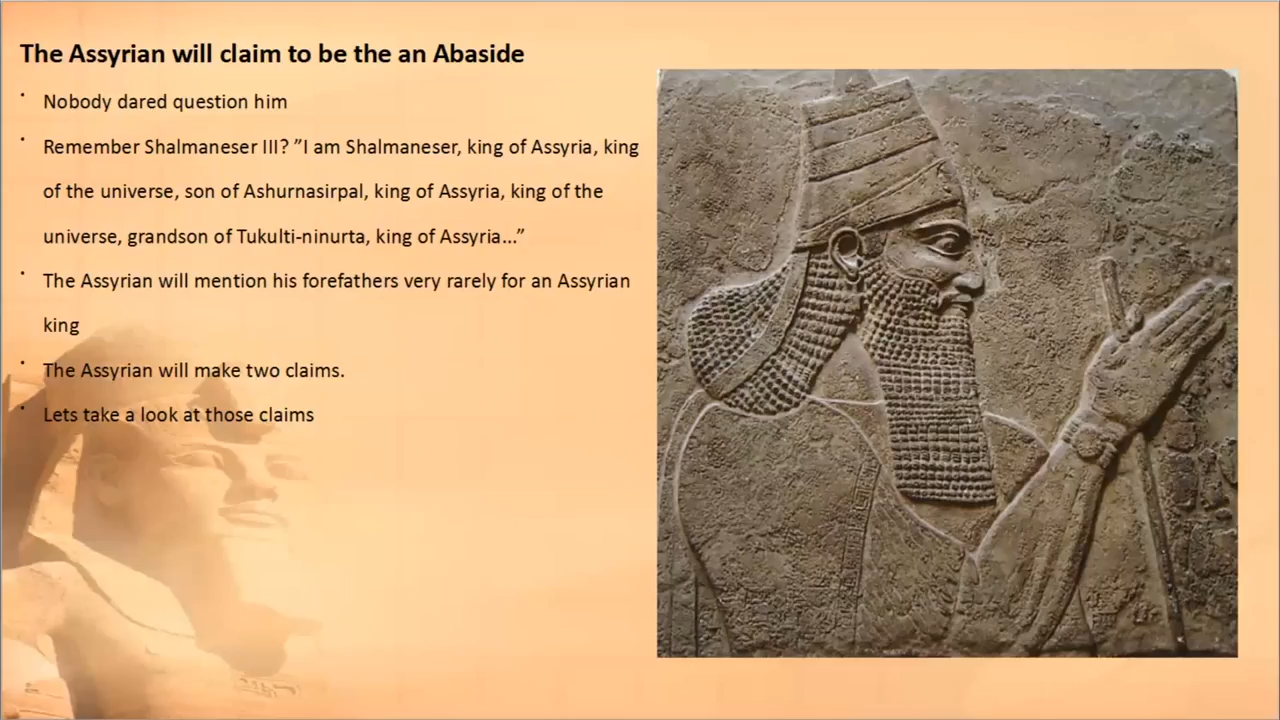 The Assyrian will claim to be the an Abaside
· Nobody dared question him
· Remember Shalmaneser III? ”I am Shalmaneser, king of Assyria, king
of the universe, son of Ashurnasirpal, king of Assyria, king of the
universe, grandson of Tukulti-ninurta, king of Assyria...”
· The Assyrian will mention his forefathers very rarely for an Assyrian
king
· The Assyrian will make two claims.
· Lets take a look at those claims